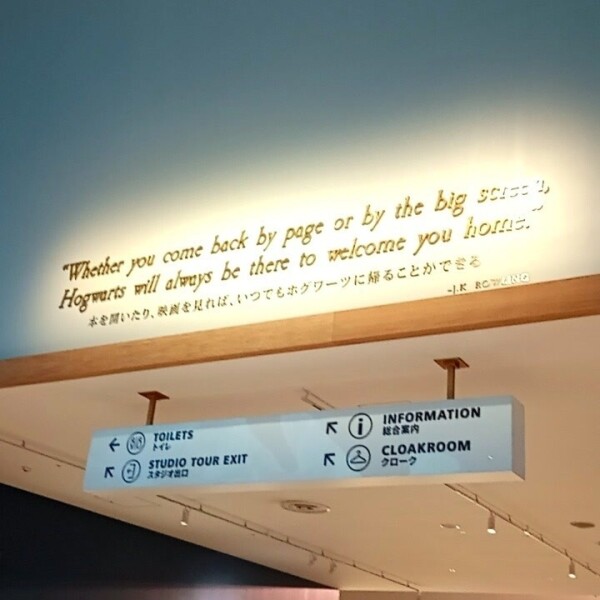 "Whether you come back by page or by the big screen,
Hogwarts will always be there to welcome you home."
本を開いたり、映画を見れば、いつでもホグワーツに帰ることができる
-J.K. ROWLING
TOILETS
トイレ
STUDIO TOUR EXIT
スタジオ出口
INFORMATION
総合案内
CLOAKROOM
クローク